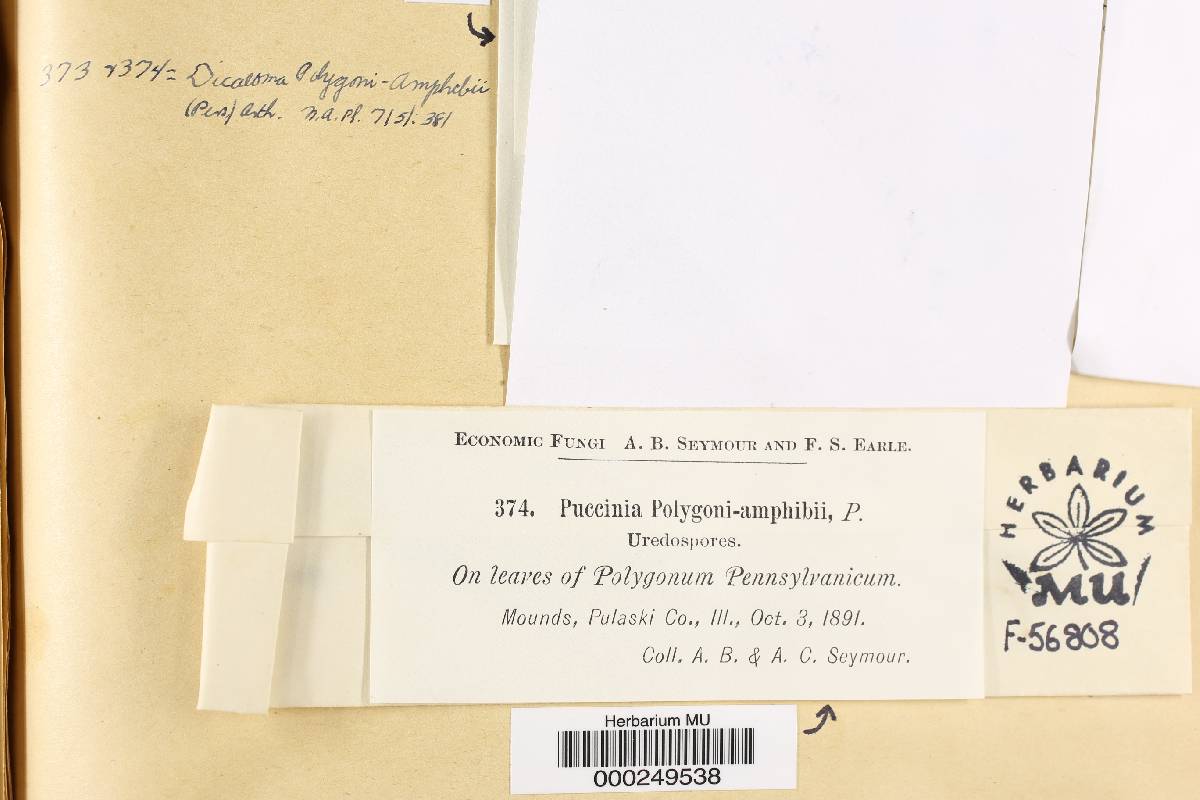 373 & 374 = Dicaeoma Polygoni-Amphibii
(Pers) Arth. N.A.Fl. 7(5): 381
ECONOMIC FUNGI A. B. SEYMOUR AND F. S. EARLE.
374. Puccinia Polygoni-amphibii, P.
Uredospores.
On leaves of Polygonum Pennsylvanicum.
Mounds, Pulaski Co., Ill., Oct. 3, 1891.
Coll. A. B. & A. C. Seymour.
HERBARIUM
MU
F-56808
Herbarium MU
000249538